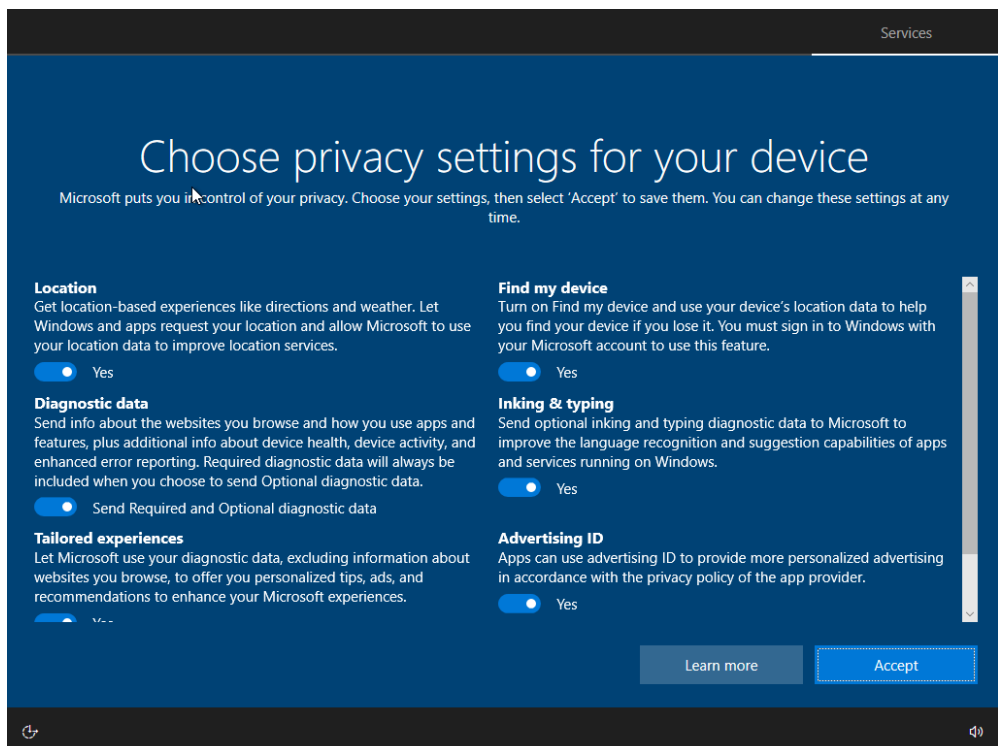 Services
Choose privacy settings for your device
Microsoft puts you in control of your privacy. Choose your settings, then select ‘Accept’ to save them. You can change these settings at any
time.
Location
Get location-based experiences like directions and weather. Let
Windows and apps request your location and allow Microsoft to use
your location data to improve location services.
Yes
Find my device
Turn on Find my device and use your device’s location data to help
you find your device if you lose it. You must sign in to Windows with
your Microsoft account to use this feature.
Yes
Diagnostic data
Send info about the websites you browse and how you use apps and
features, plus additional info about device health, device activity, and
enhanced error reporting. Required diagnostic data will always be
included when you choose to send Optional diagnostic data.
Send Required and Optional diagnostic data
Inking & typing
Send optional inking and typing diagnostic data to Microsoft to
improve the language recognition and suggestion capabilities of apps
and services running on Windows.
Yes
Tailored experiences
Let Microsoft use your diagnostic data, excluding information about
websites you browse, to offer you personalized tips, ads, and
recommendations to enhance your Microsoft experiences.
Yes
Advertising ID
Apps can use advertising ID to provide more personalized advertising
in accordance with the privacy policy of the app provider.
Yes
Learn more
Accept